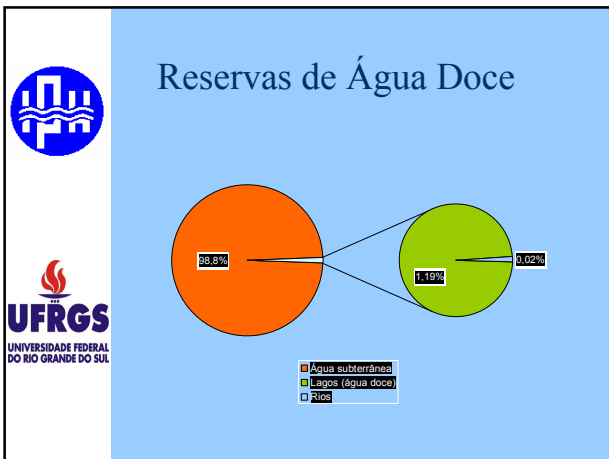 Reservas de Água Doce
98,8%
1,19%
0,02%
Água subterrânea
Lagos (água doce)
Rios
UFRGS
UNIVERSIDADE FEDERAL
DO RIO GRANDE DO SUL